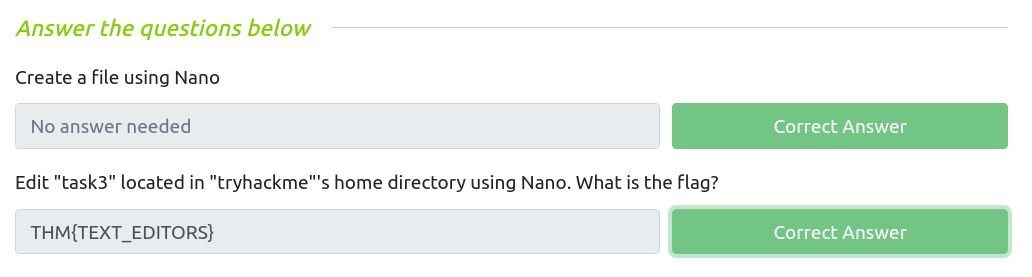 Answer the questions below
Create a file using Nano
No answer needed
Correct Answer
Edit "task3" located in "tryhackme"'s home directory using Nano. What is the flag?
THM{TEXT_EDITORS}
Correct Answer